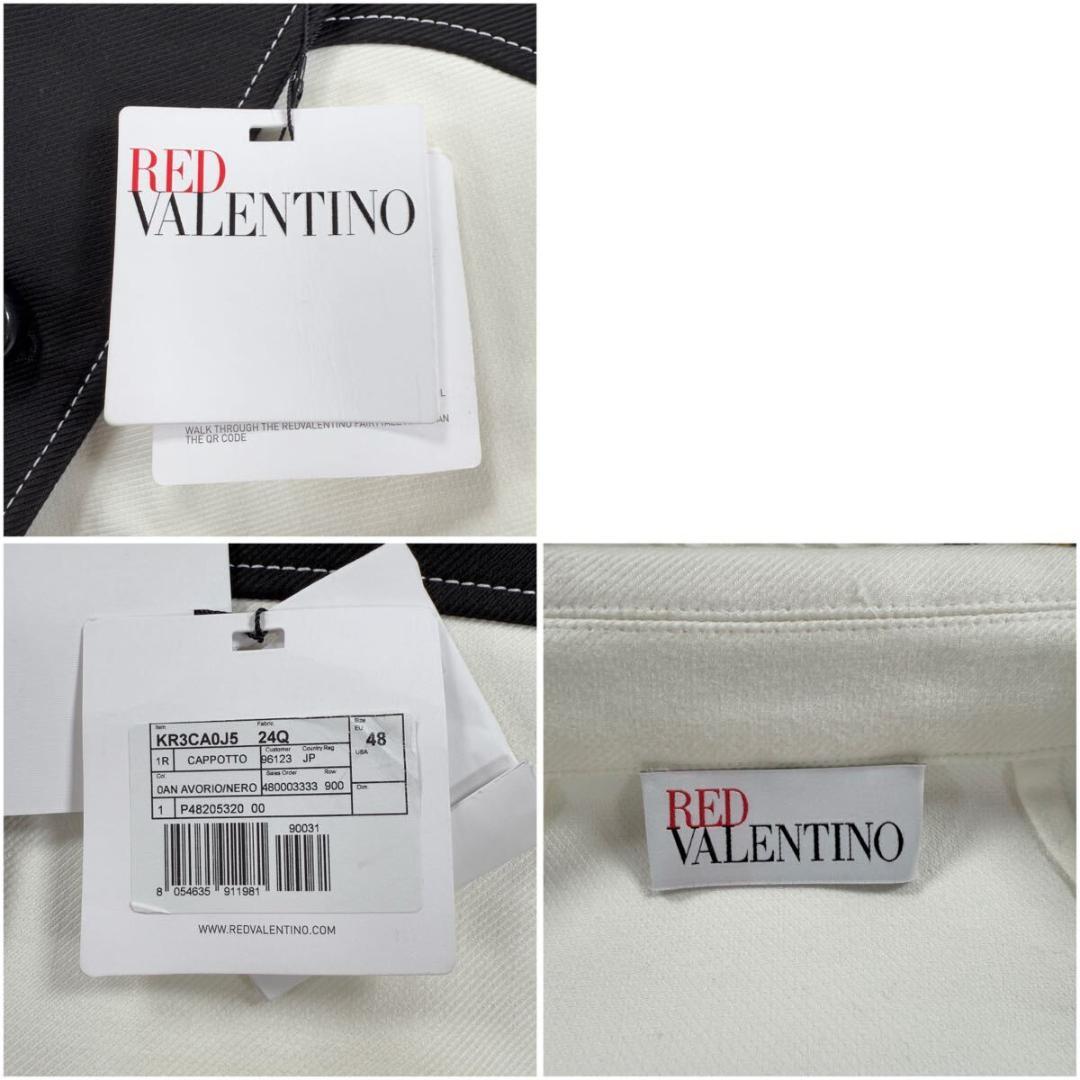 RED
VALENTINO
L
WALK THROUGH THE REDVALENTINO FAIRYTALE
AN
THE QR CODE
Item Fabric Size
KR3CA0J5 24Q EU 48
Customer Country Reg USA
1R CAPPOTTO 96123 JP
Col. Sales Order Row Dim
0AN AVORIO/NERO 480003333 900
1 P48205320 00
90031
8 054635 911981
WWW.REDVALENTINO.COM
RED
VALENTINO